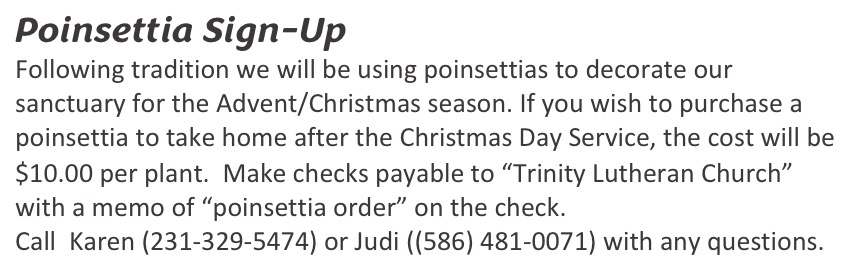 Poinsettia Sign-Up
Following tradition we will be using poinsettias to decorate our
sanctuary for the Advent/Christmas season. If you wish to purchase a
poinsettia to take home after the Christmas Day Service, the cost will be
$10.00 per plant.  Make checks payable to “Trinity Lutheran Church”
with a memo of “poinsettia order” on the check.
Call  Karen (231-329-5474) or Judi ((586) 481-0071) with any questions.